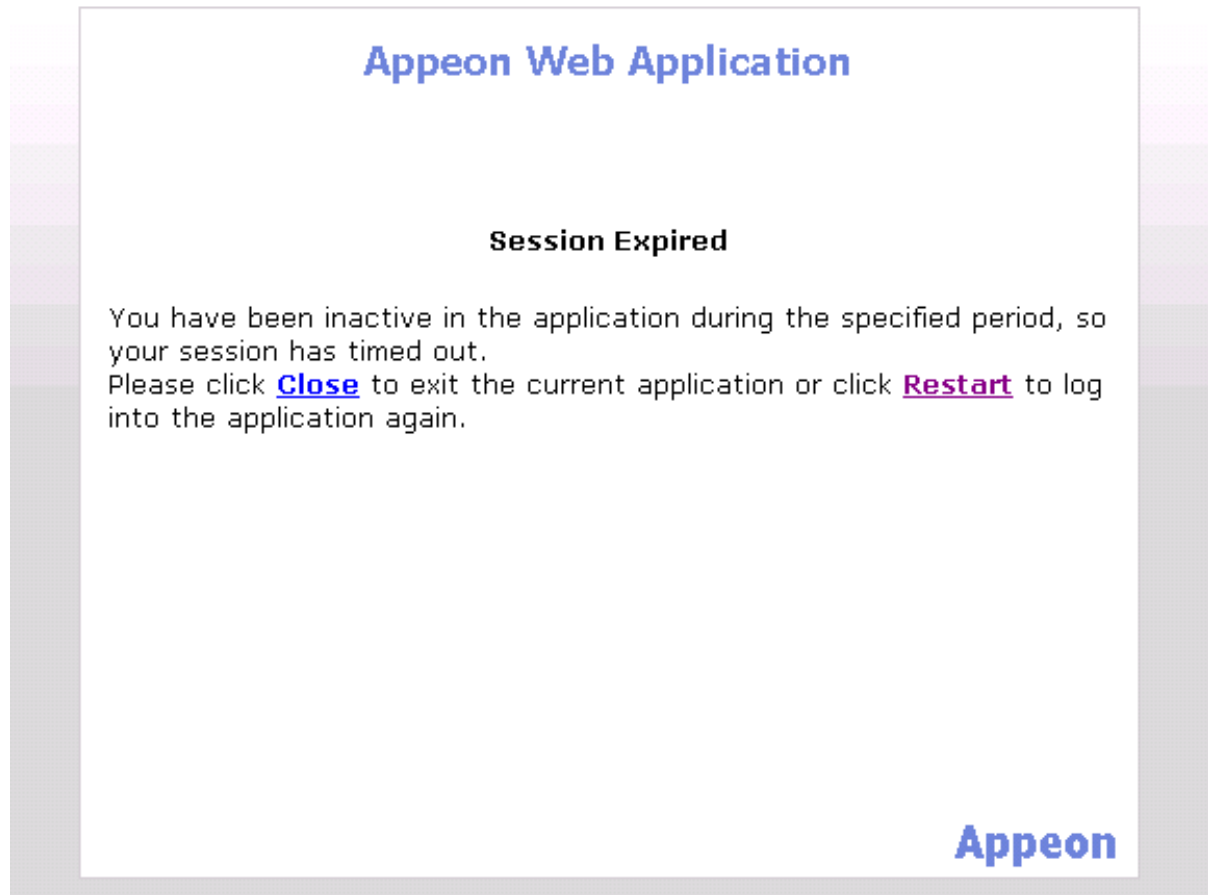 Appeon Web Application
Session Expired
You have been inactive in the application during the specified period, so
your session has timed out.
Please click Close to exit the current application or click Restart to log
into the application again.
Appeon